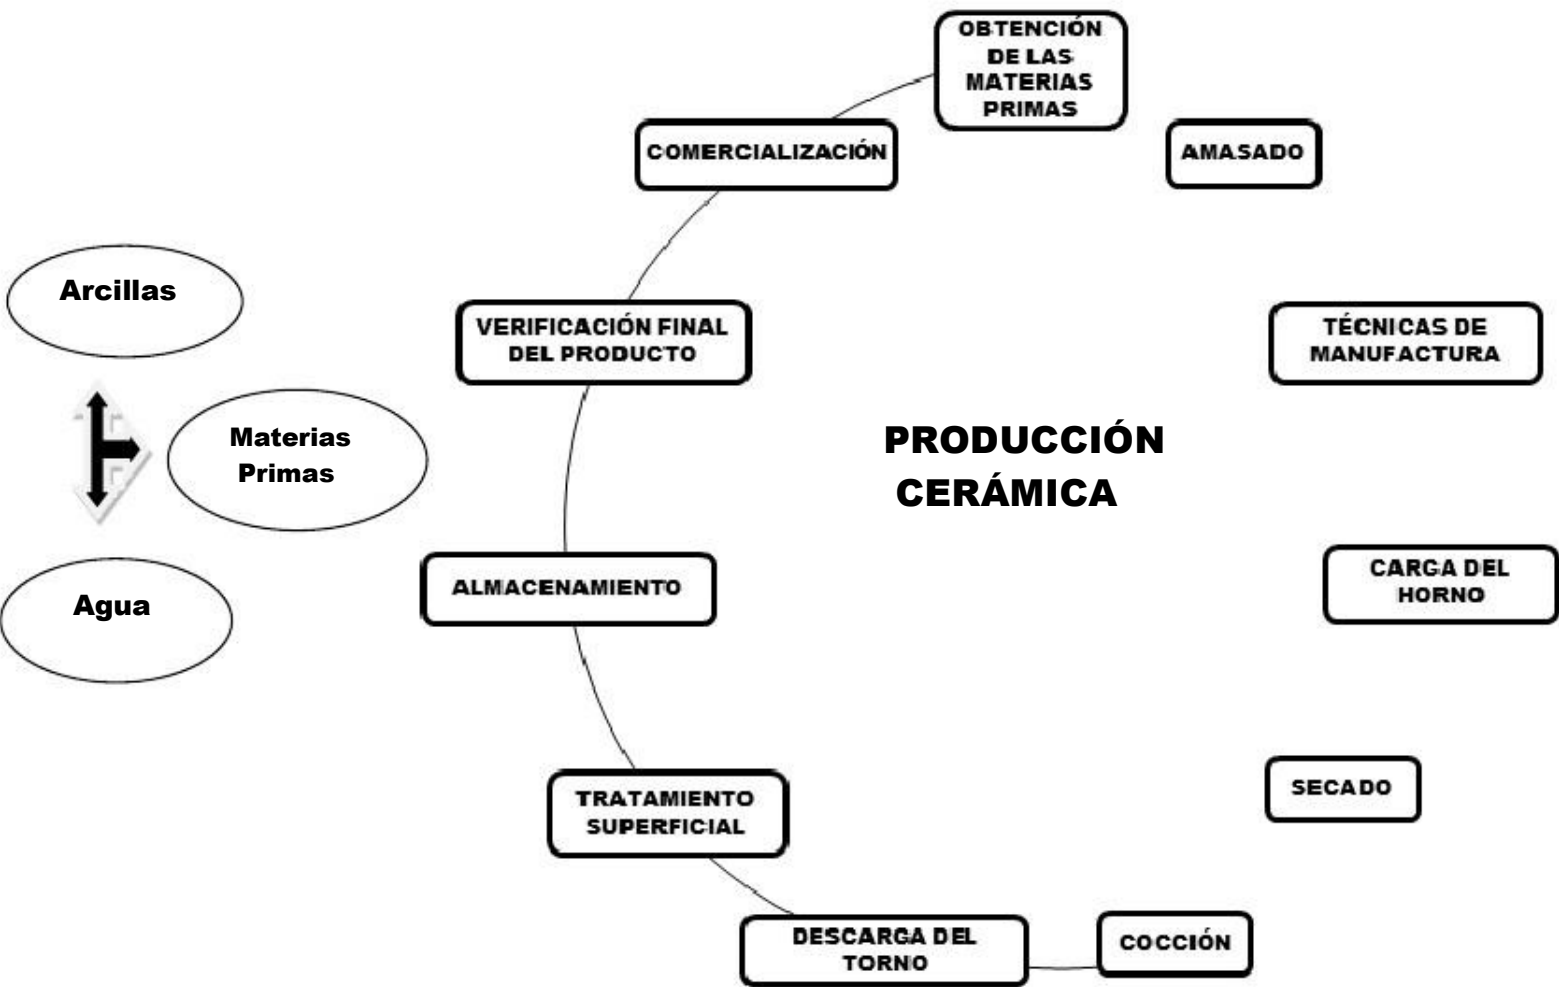 OBTENCIÓN
DE LAS
MATERIAS
PRIMAS
COMERCIALIZACIÓN
AMASADO
Arcillas
VERIFICACIÓN FINAL
DEL PRODUCTO
TÉCNICAS DE
MANUFACTURA
Materias
Primas
PRODUCCIÓN
CERÁMICA
ALMACENAMIENTO
CARGA DEL
HORNO
Agua
TRATAMIENTO
SUPERFICIAL
SECADO
DESCARGA DEL
TORNO
COCCIÓN